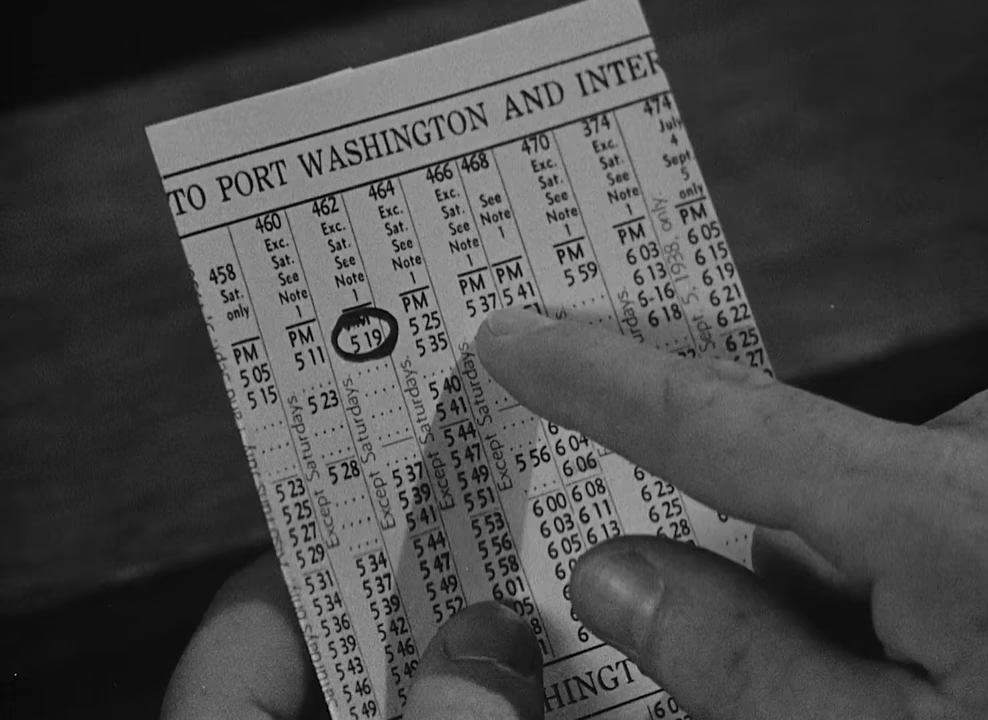 TO PORT WASHINGTON AND INTER
458
Sat.
only
PM
5 05
5 15
5 23
5 25
5 27
5 29
5 31
5 34
5 36
5 39
5 43
5 46
5 49
460
Exc.
Sat.
See
Note
1
PM
5 11
5 23
5 28
5 34
5 37
5 39
5 42
5 46
5 49
Except Saturdays.
462
Exc.
Sat.
See
Note
1
5 19
5 37
5 39
5 41
5 44
5 47
5 49
5 52
Except Saturdays.
464
Exc.
Sat.
See
Note
1
PM
5 25
5 35
5 40
5 41
5 44
5 47
5 49
5 51
5 53
5 56
5 58
6 01
Except Saturdays.
466
Exc.
Sat.
See
Note
1
PM
5 37
5 56
6 00
6 03
6 05
Except Saturdays.
468
See
Note
1
PM
5 41
6 04
6 06
6 08
6 11
6 13
470
Exc.
Sat.
See
Note
1
PM
5 59
6 23
6 25
6 28
374
Exc.
Sat.
See
Note
1
PM
6 03
6 13
6-16
6 18
Sept 5, 1938, only.
474
July
4
Sept.
5
only
PM
6 05
6 15
6 19
6 21
6 22
6 25
HINGT